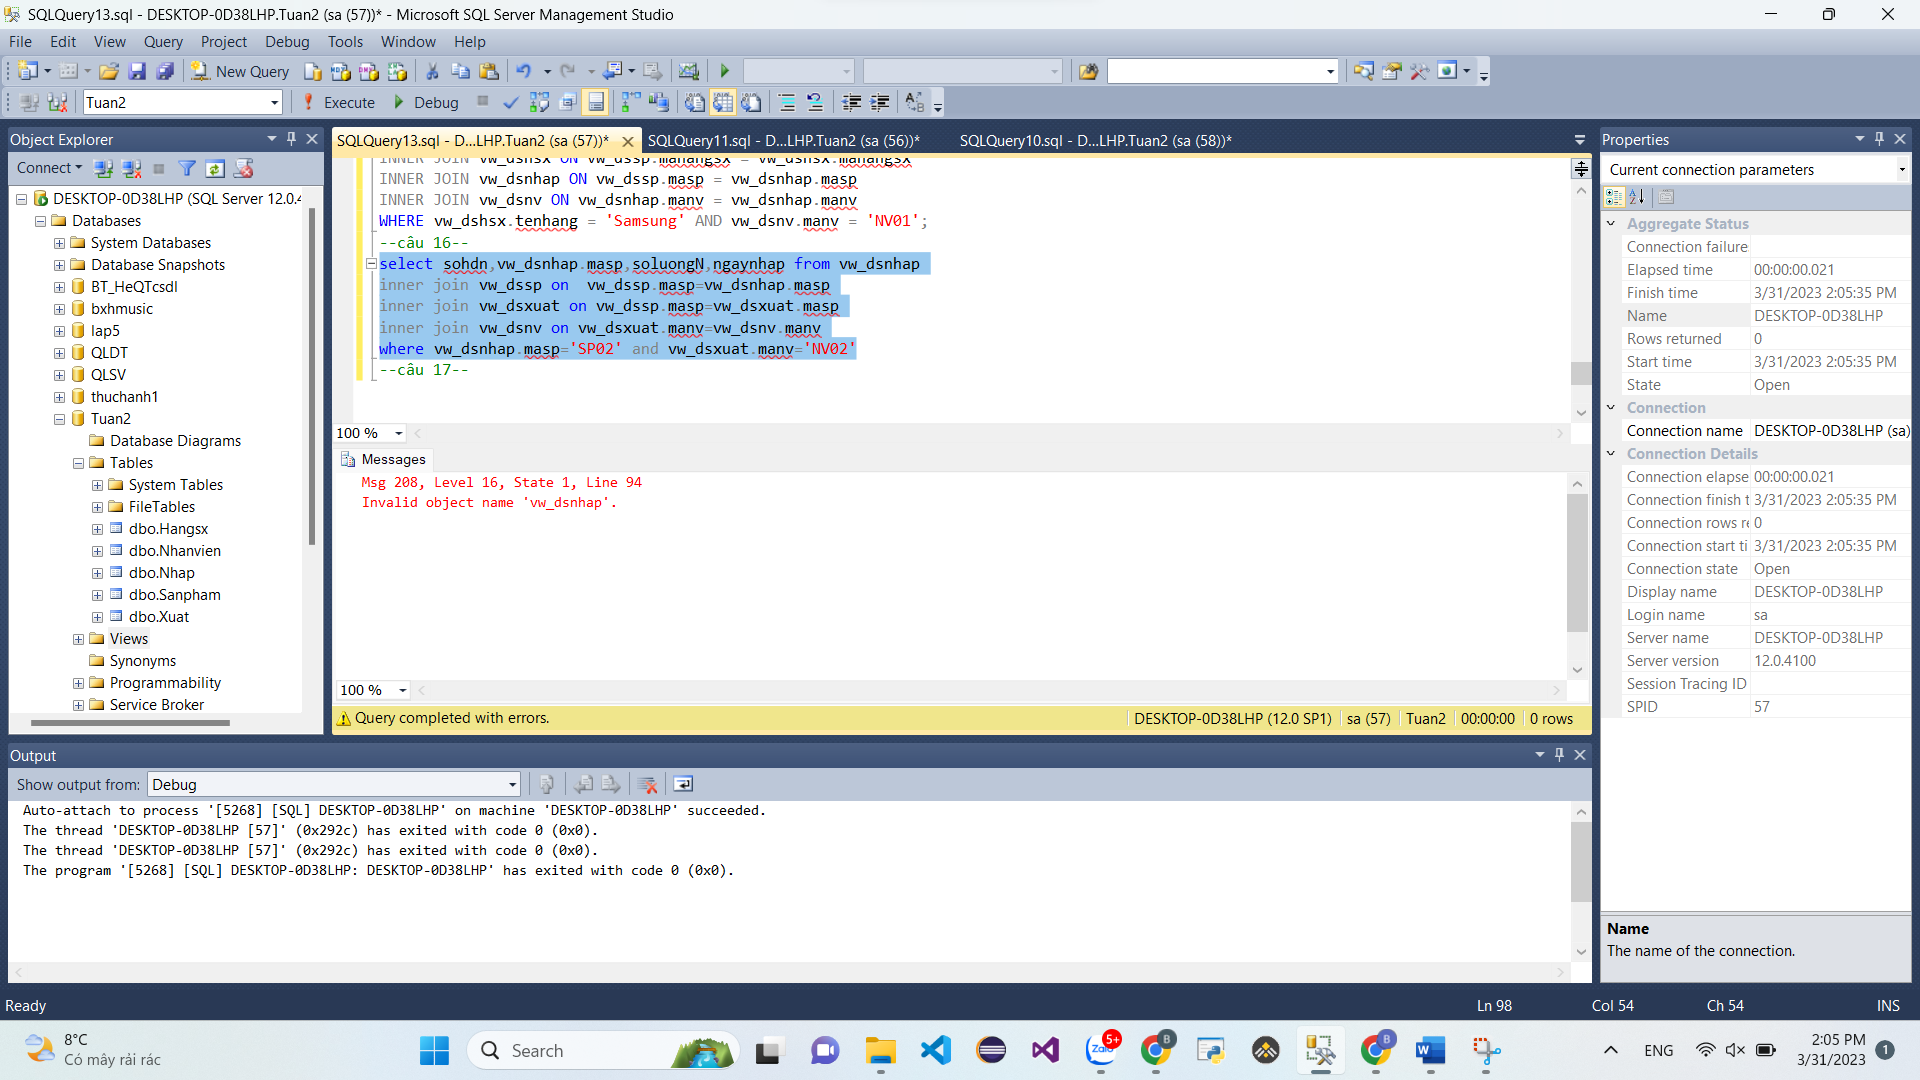 SQLQuery13.sql - DESKTOP-0D38LHP.Tuan2 (sa (57))* - Microsoft SQL Server Management Studio
File Edit View Query Project Debug Tools Window Help
New Query
Tuan2 Execute Debug
Object Explorer
Connect
DESKTOP-0D38LHP (SQL Server 12.0.4
Databases
System Databases
Database Snapshots
BT_HeQTcsdl
bxhmusic
lap5
QLDT
QLSV
thuchanh1
Tuan2
Database Diagrams
Tables
System Tables
FileTables
dbo.Hangsx
dbo.Nhanvien
dbo.Nhap
dbo.Sanpham
dbo.Xuat
Views
Synonyms
Programmability
Service Broker
SQLQuery13.sql - D...LHP.Tuan2 (sa (57))* SQLQuery11.sql - D...LHP.Tuan2 (sa (56))* SQLQuery10.sql - D...LHP.Tuan2 (sa (58))*
INNER JOIN vw_dshsx ON vw_dssp.mahangsx = vw_dshsx.mahangsx
INNER JOIN vw_dsnhap ON vw_dssp.masp = vw_dsnhap.masp
INNER JOIN vw_dsnv ON vw_dsnhap.manv = vw_dsnhap.manv
WHERE vw_dshsx.tenhang = 'Samsung' AND vw_dsnv.manv = 'NV01';
--câu 16--
select sohdn,vw_dsnhap.masp,soluongN,ngaynhap from vw_dsnhap
inner join vw_dssp on  vw_dssp.masp=vw_dsnhap.masp
inner join vw_dsxuat on vw_dssp.masp=vw_dsxuat.masp
inner join vw_dsnv on vw_dsxuat.manv=vw_dsnv.manv
where vw_dsnhap.masp='SP02' and vw_dsxuat.manv='NV02'
--câu 17--
100 %
Messages
Msg 208, Level 16, State 1, Line 94
Invalid object name 'vw_dsnhap'.
100 %
Query completed with errors. DESKTOP-0D38LHP (12.0 SP1) sa (57) Tuan2 00:00:00 0 rows
Properties
Current connection parameters
Aggregate Status
Connection failure
Elapsed time 00:00:00.021
Finish time 3/31/2023 2:05:35 PM
Name DESKTOP-0D38LHP
Rows returned 0
Start time 3/31/2023 2:05:35 PM
State Open
Connection
Connection name DESKTOP-0D38LHP (sa)
Connection Details
Connection elapse 00:00:00.021
Connection finish t 3/31/2023 2:05:35 PM
Connection rows re 0
Connection start ti 3/31/2023 2:05:35 PM
Connection state Open
Display name DESKTOP-0D38LHP
Login name sa
Server name DESKTOP-0D38LHP
Server version 12.0.4100
Session Tracing ID
SPID 57
Name
The name of the connection.
Output
Show output from: Debug
Auto-attach to process '[5268] [SQL] DESKTOP-0D38LHP' on machine 'DESKTOP-0D38LHP' succeeded.
The thread 'DESKTOP-0D38LHP [57]' (0x292c) has exited with code 0 (0x0).
The thread 'DESKTOP-0D38LHP [57]' (0x292c) has exited with code 0 (0x0).
The program '[5268] [SQL] DESKTOP-0D38LHP: DESKTOP-0D38LHP' has exited with code 0 (0x0).
Ready Ln 98 Col 54 Ch 54 INS
8°C
Có mây rải rác
Search
Zalo 5+
B
B
ENG
2:05 PM
3/31/2023
1